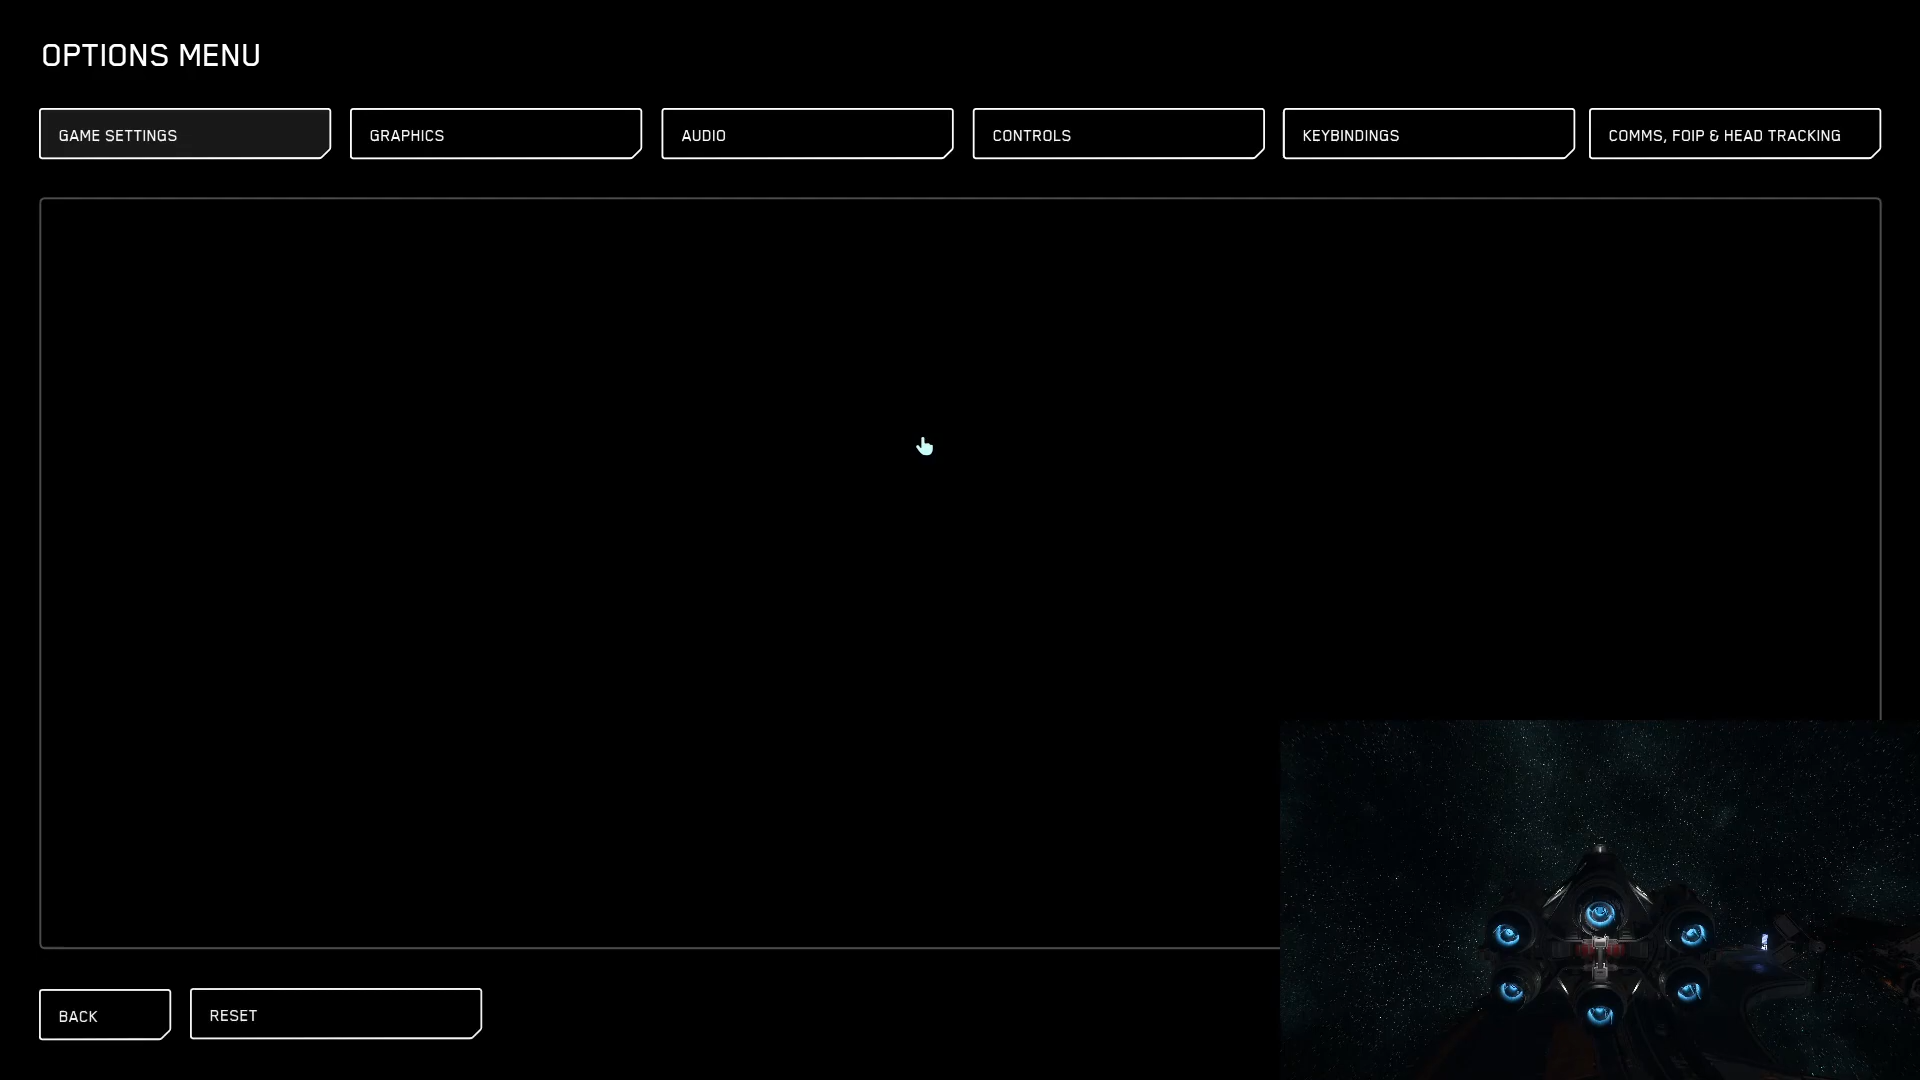 OPTIONS MENU
GAME SETTINGS
GRAPHICS
AUDIO
CONTROLS
KEYBINDINGS
COMMS, FOIP & HEAD TRACKING
BACK
RESET